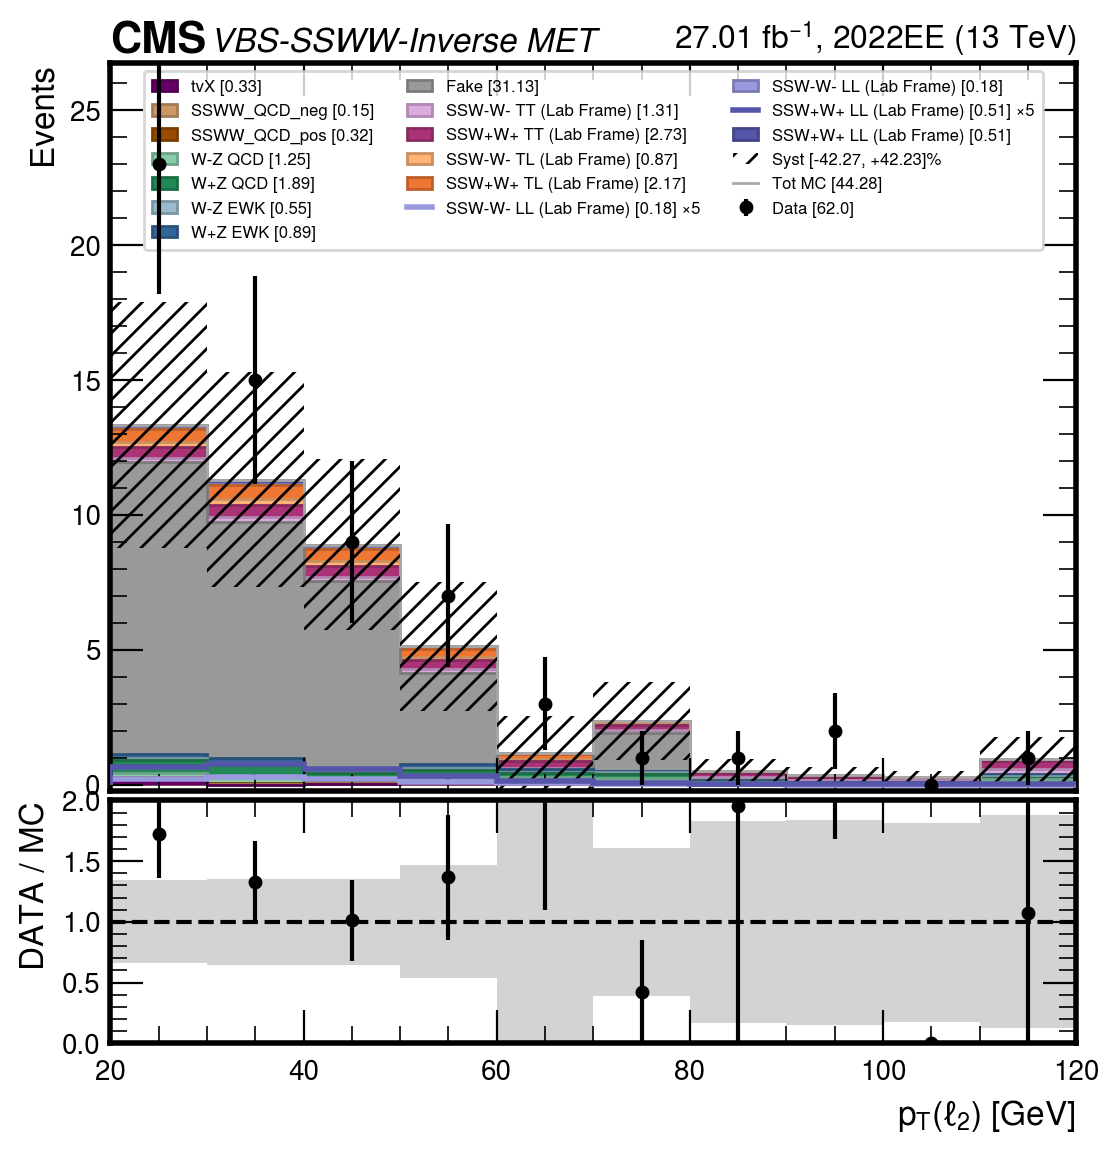 CMS VBS-SSWW-Inverse MET 27.01 fb⁻¹, 2022EE (13 TeV)
Events
tvX [0.33]
SSWW_QCD_neg [0.15]
SSWW_QCD_pos [0.32]
W-Z QCD [1.25]
W+Z QCD [1.89]
W-Z EWK [0.55]
W+Z EWK [0.89]
Fake [31.13]
SSW-W- TT (Lab Frame) [1.31]
SSW+W+ TT (Lab Frame) [2.73]
SSW-W- TL (Lab Frame) [0.87]
SSW+W+ TL (Lab Frame) [2.17]
SSW-W- LL (Lab Frame) [0.18] ×5
SSW-W- LL (Lab Frame) [0.18]
SSW+W+ LL (Lab Frame) [0.51] ×5
SSW+W+ LL (Lab Frame) [0.51]
Syst [-42.27, +42.23]%
Tot MC [44.28]
Data [62.0]
25
20
15
10
5
0
DATA / MC
2.0
1.5
1.0
0.5
0.0
20 40 60 80 100 120
p_T(ℓ₂) [GeV]